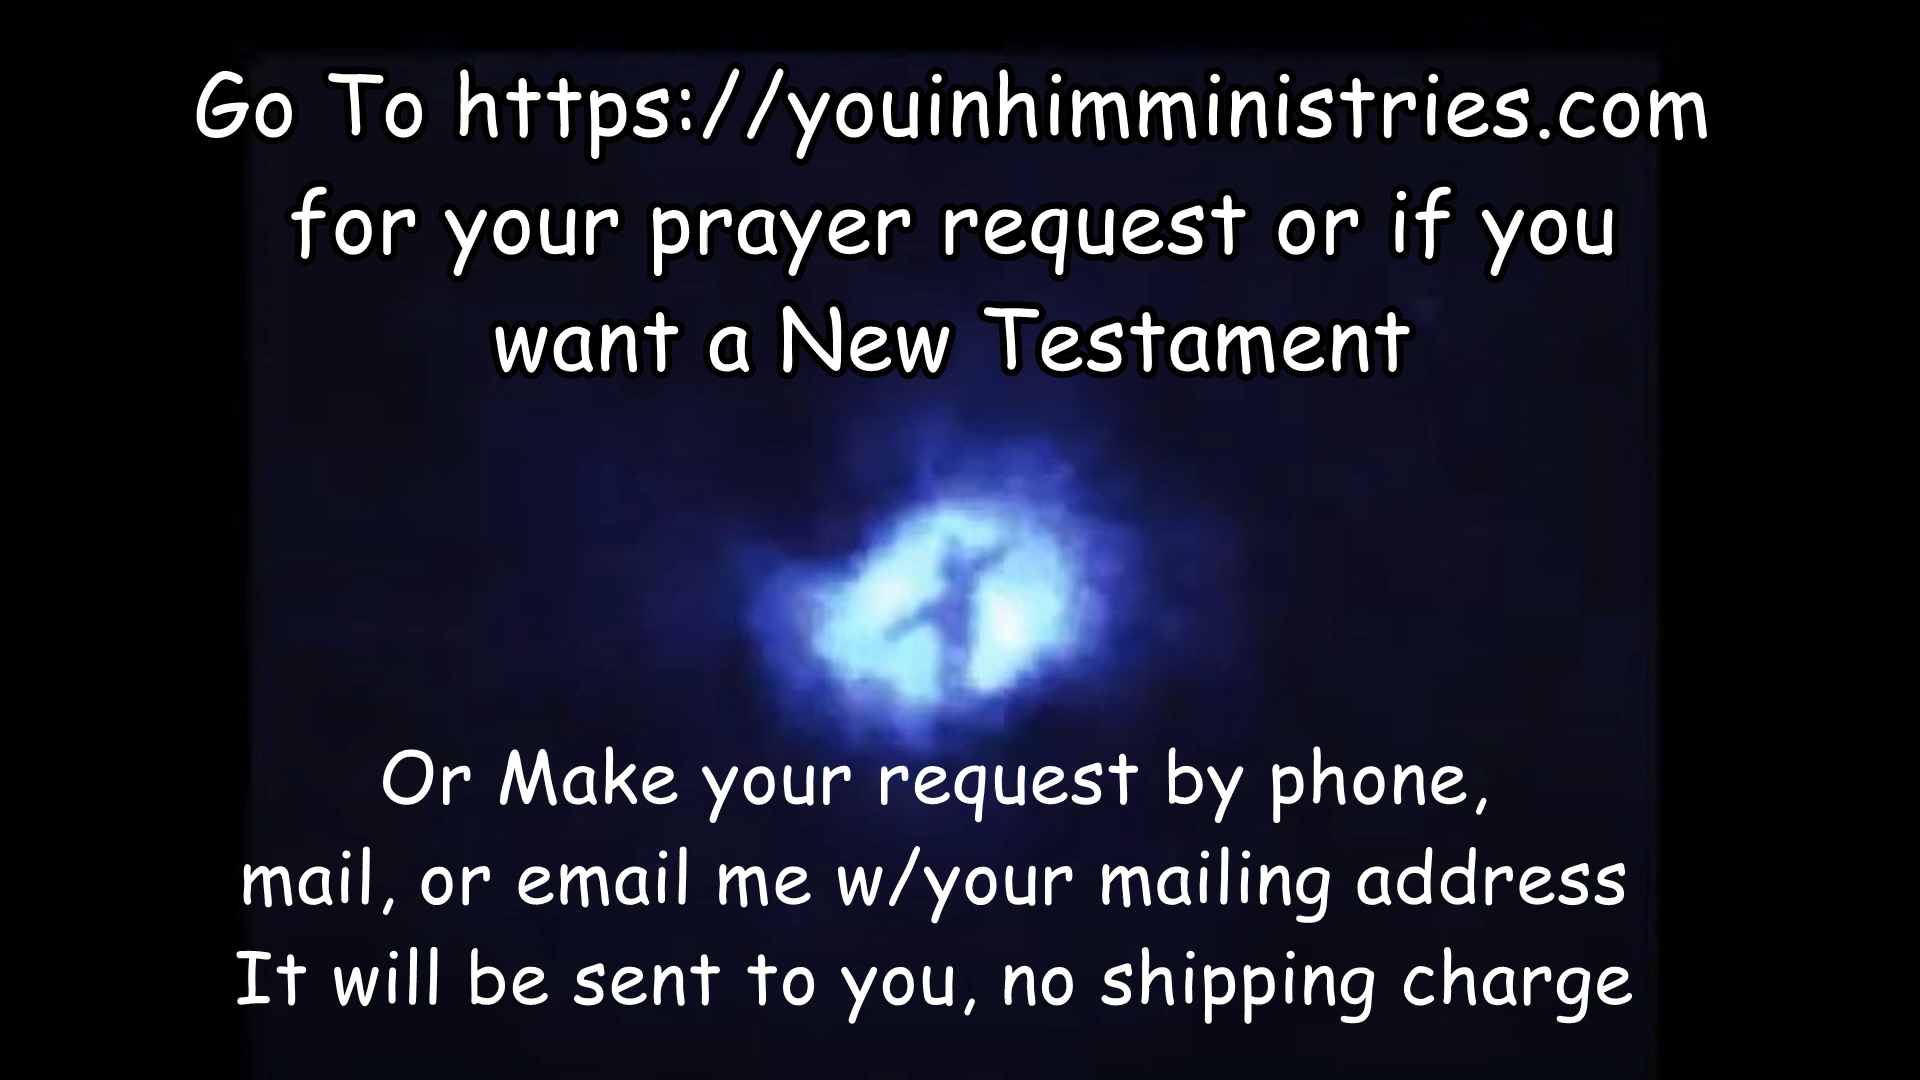 Go To https://youinhimministries.com
for your prayer request or if you
want a New Testament
Or Make your request by phone,
mail, or email me w/your mailing address
It will be sent to you, no shipping charge